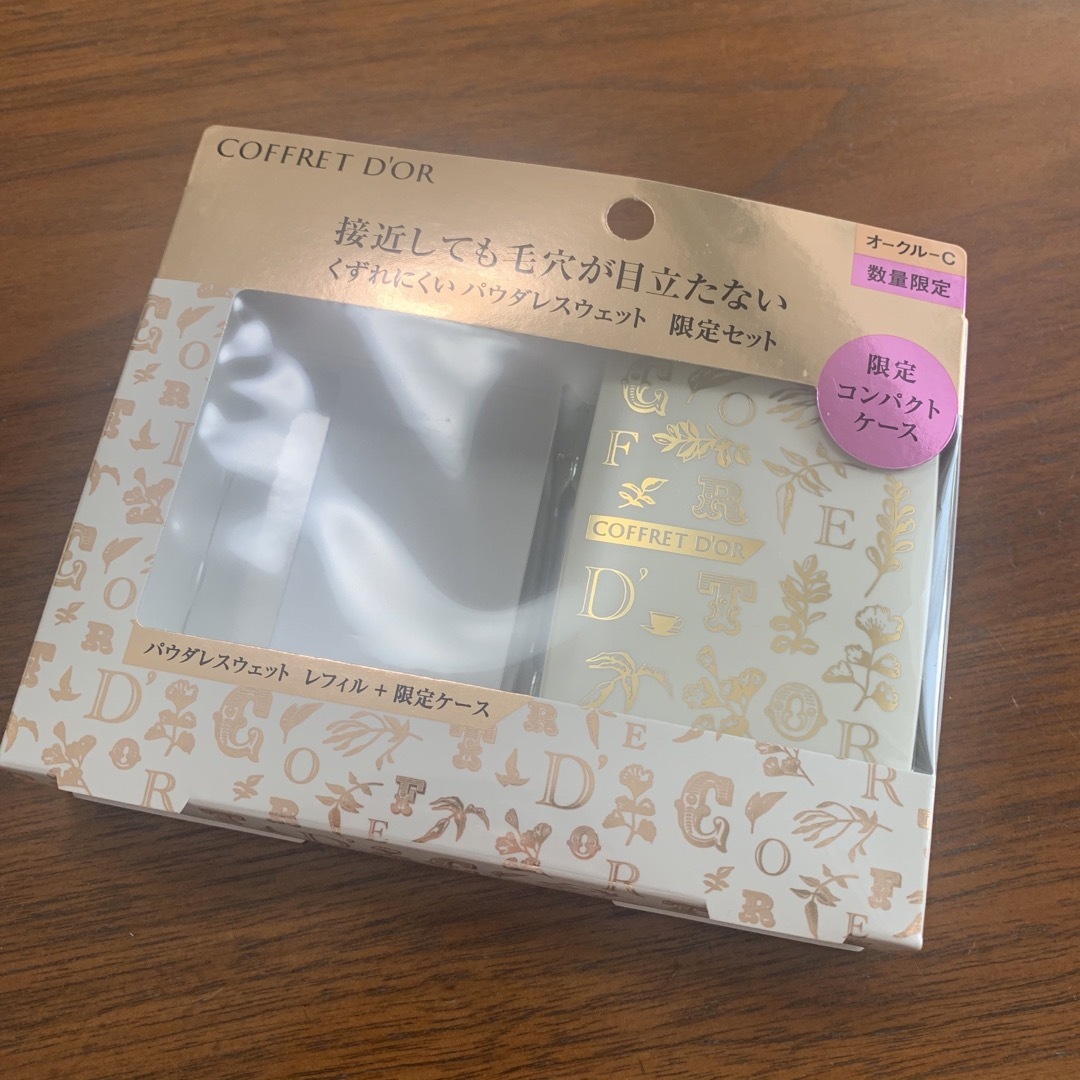 COFFRET D'OR
接近しても毛穴が目立たない
くずれにくい パウダレスウェット 限定セット
オークルーC
数量限定
限定
コンパクト
ケース
COFFRET D'OR
パウダレスウェット レフィル + 限定ケース